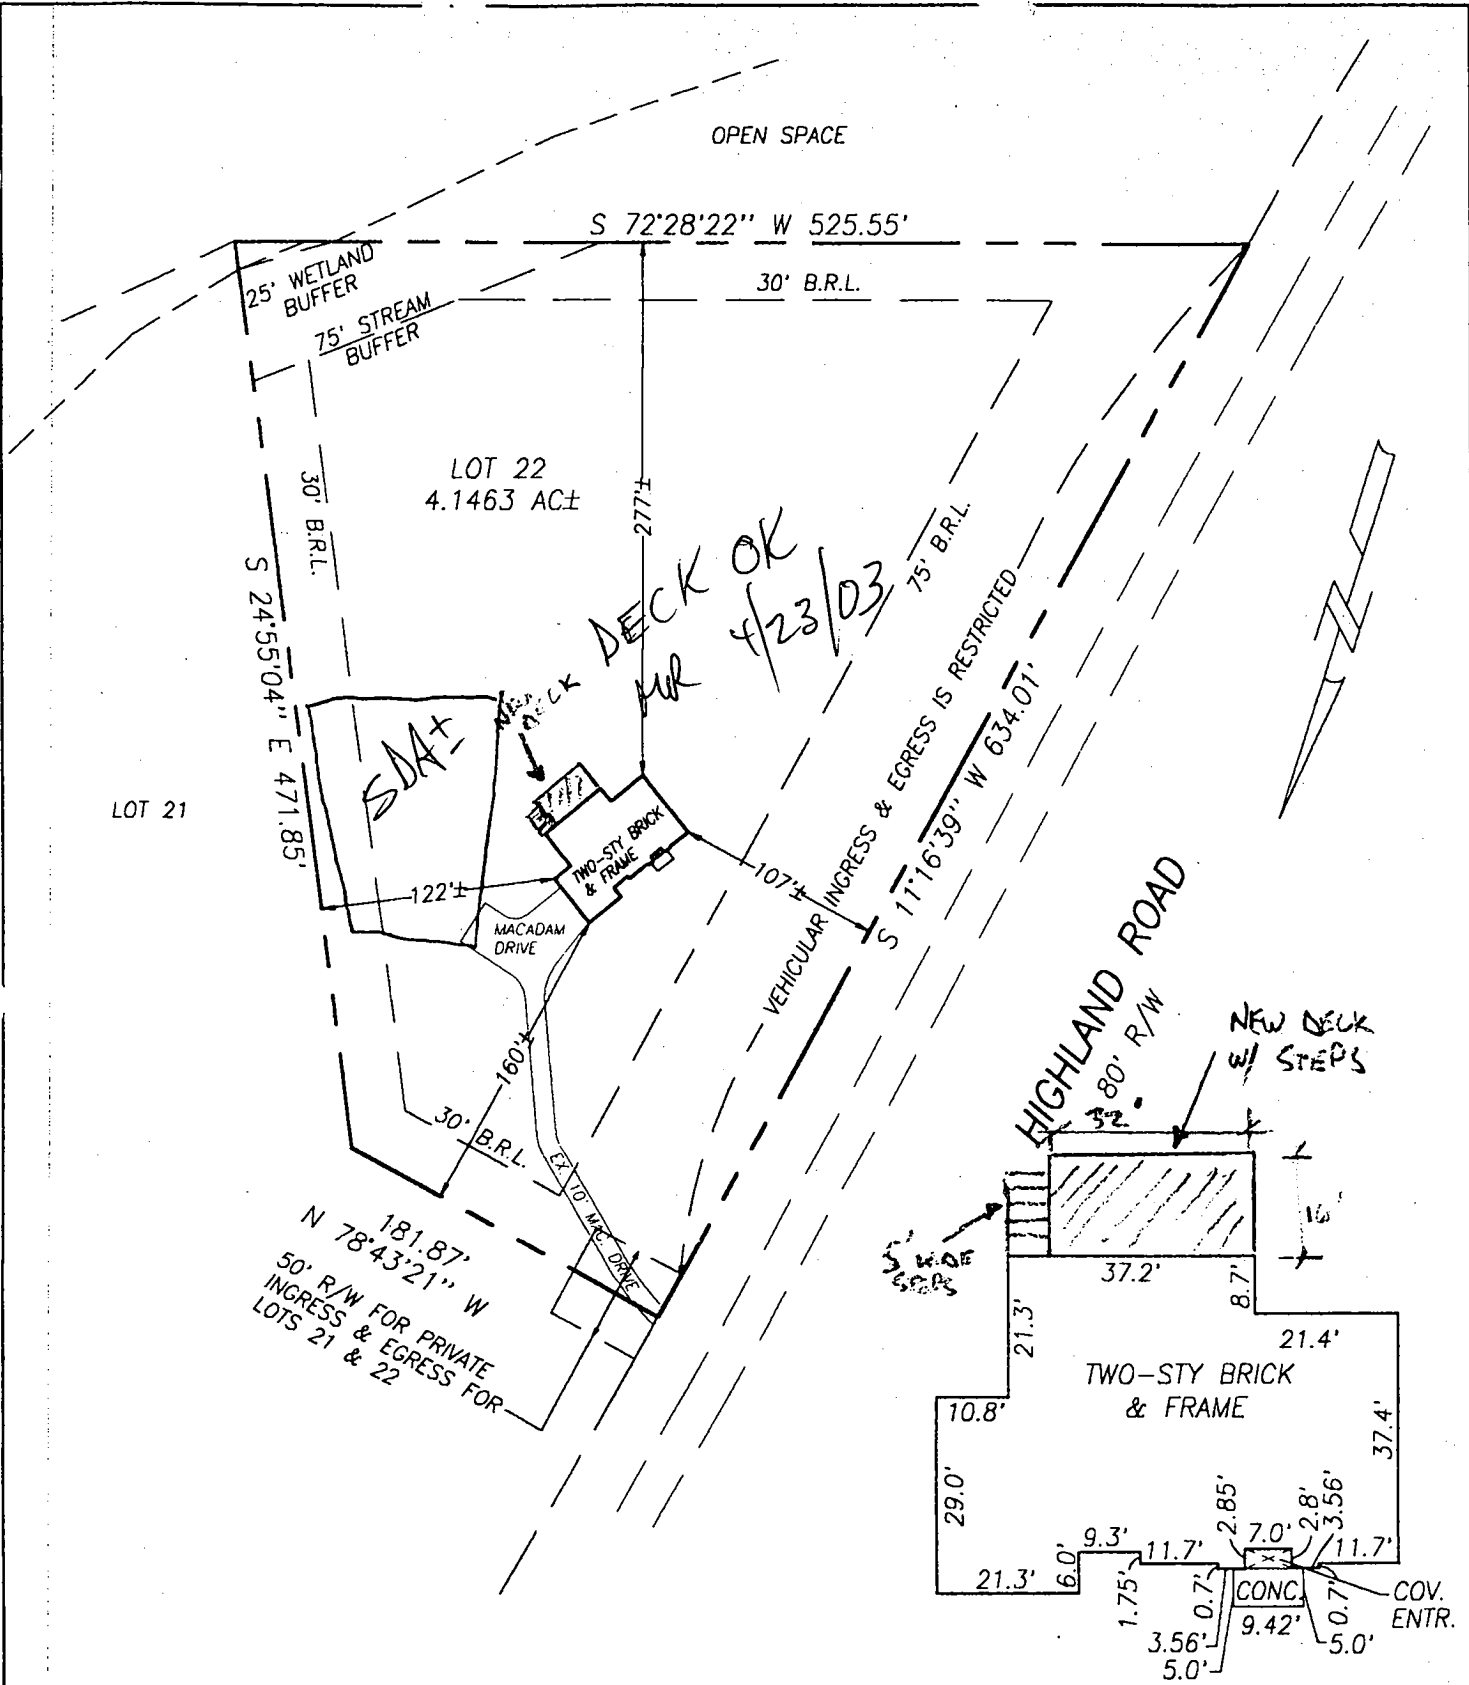 OPEN SPACE
S 72°28'22" W 525.55'
25' WETLAND
BUFFER
75' STREAM
BUFFER
30' B.R.L.
30' B.R.L.
LOT 22
4.1463 AC±
277'±
75' B.R.L.
DECK OK
4/23/03
NEW
DECK
S 24°55'04" E 471.85'
SDA±
LOT 21
TWO-STY BRICK
& FRAME
122'±
107'±
MACADAM
DRIVE
VEHICULAR INGRESS & EGRESS IS RESTRICTED
S 11°16'39" W 634.01'
160'±
30' B.R.L.
EX. 10' MAC. DRIVE
181.87'
N 78°43'21" W
50' R/W FOR PRIVATE
INGRESS & EGRESS FOR
LOTS 21 & 22
HIGHLAND ROAD
80' R/W
NEW DECK
W/ STEPS
32'
16'
5' WIDE
STEPS
37.2'
8.7'
21.3'
21.4'
TWO-STY BRICK
& FRAME
10.8'
37.4'
29.0'
9.3'
11.7'
2.85'
7.0'
2.8'
3.56'
11.7'
21.3'
6.0'
1.75'
0.7'
CONC.
0.7'
COV.
ENTR.
9.42'
3.56'
5.0'
5.0'